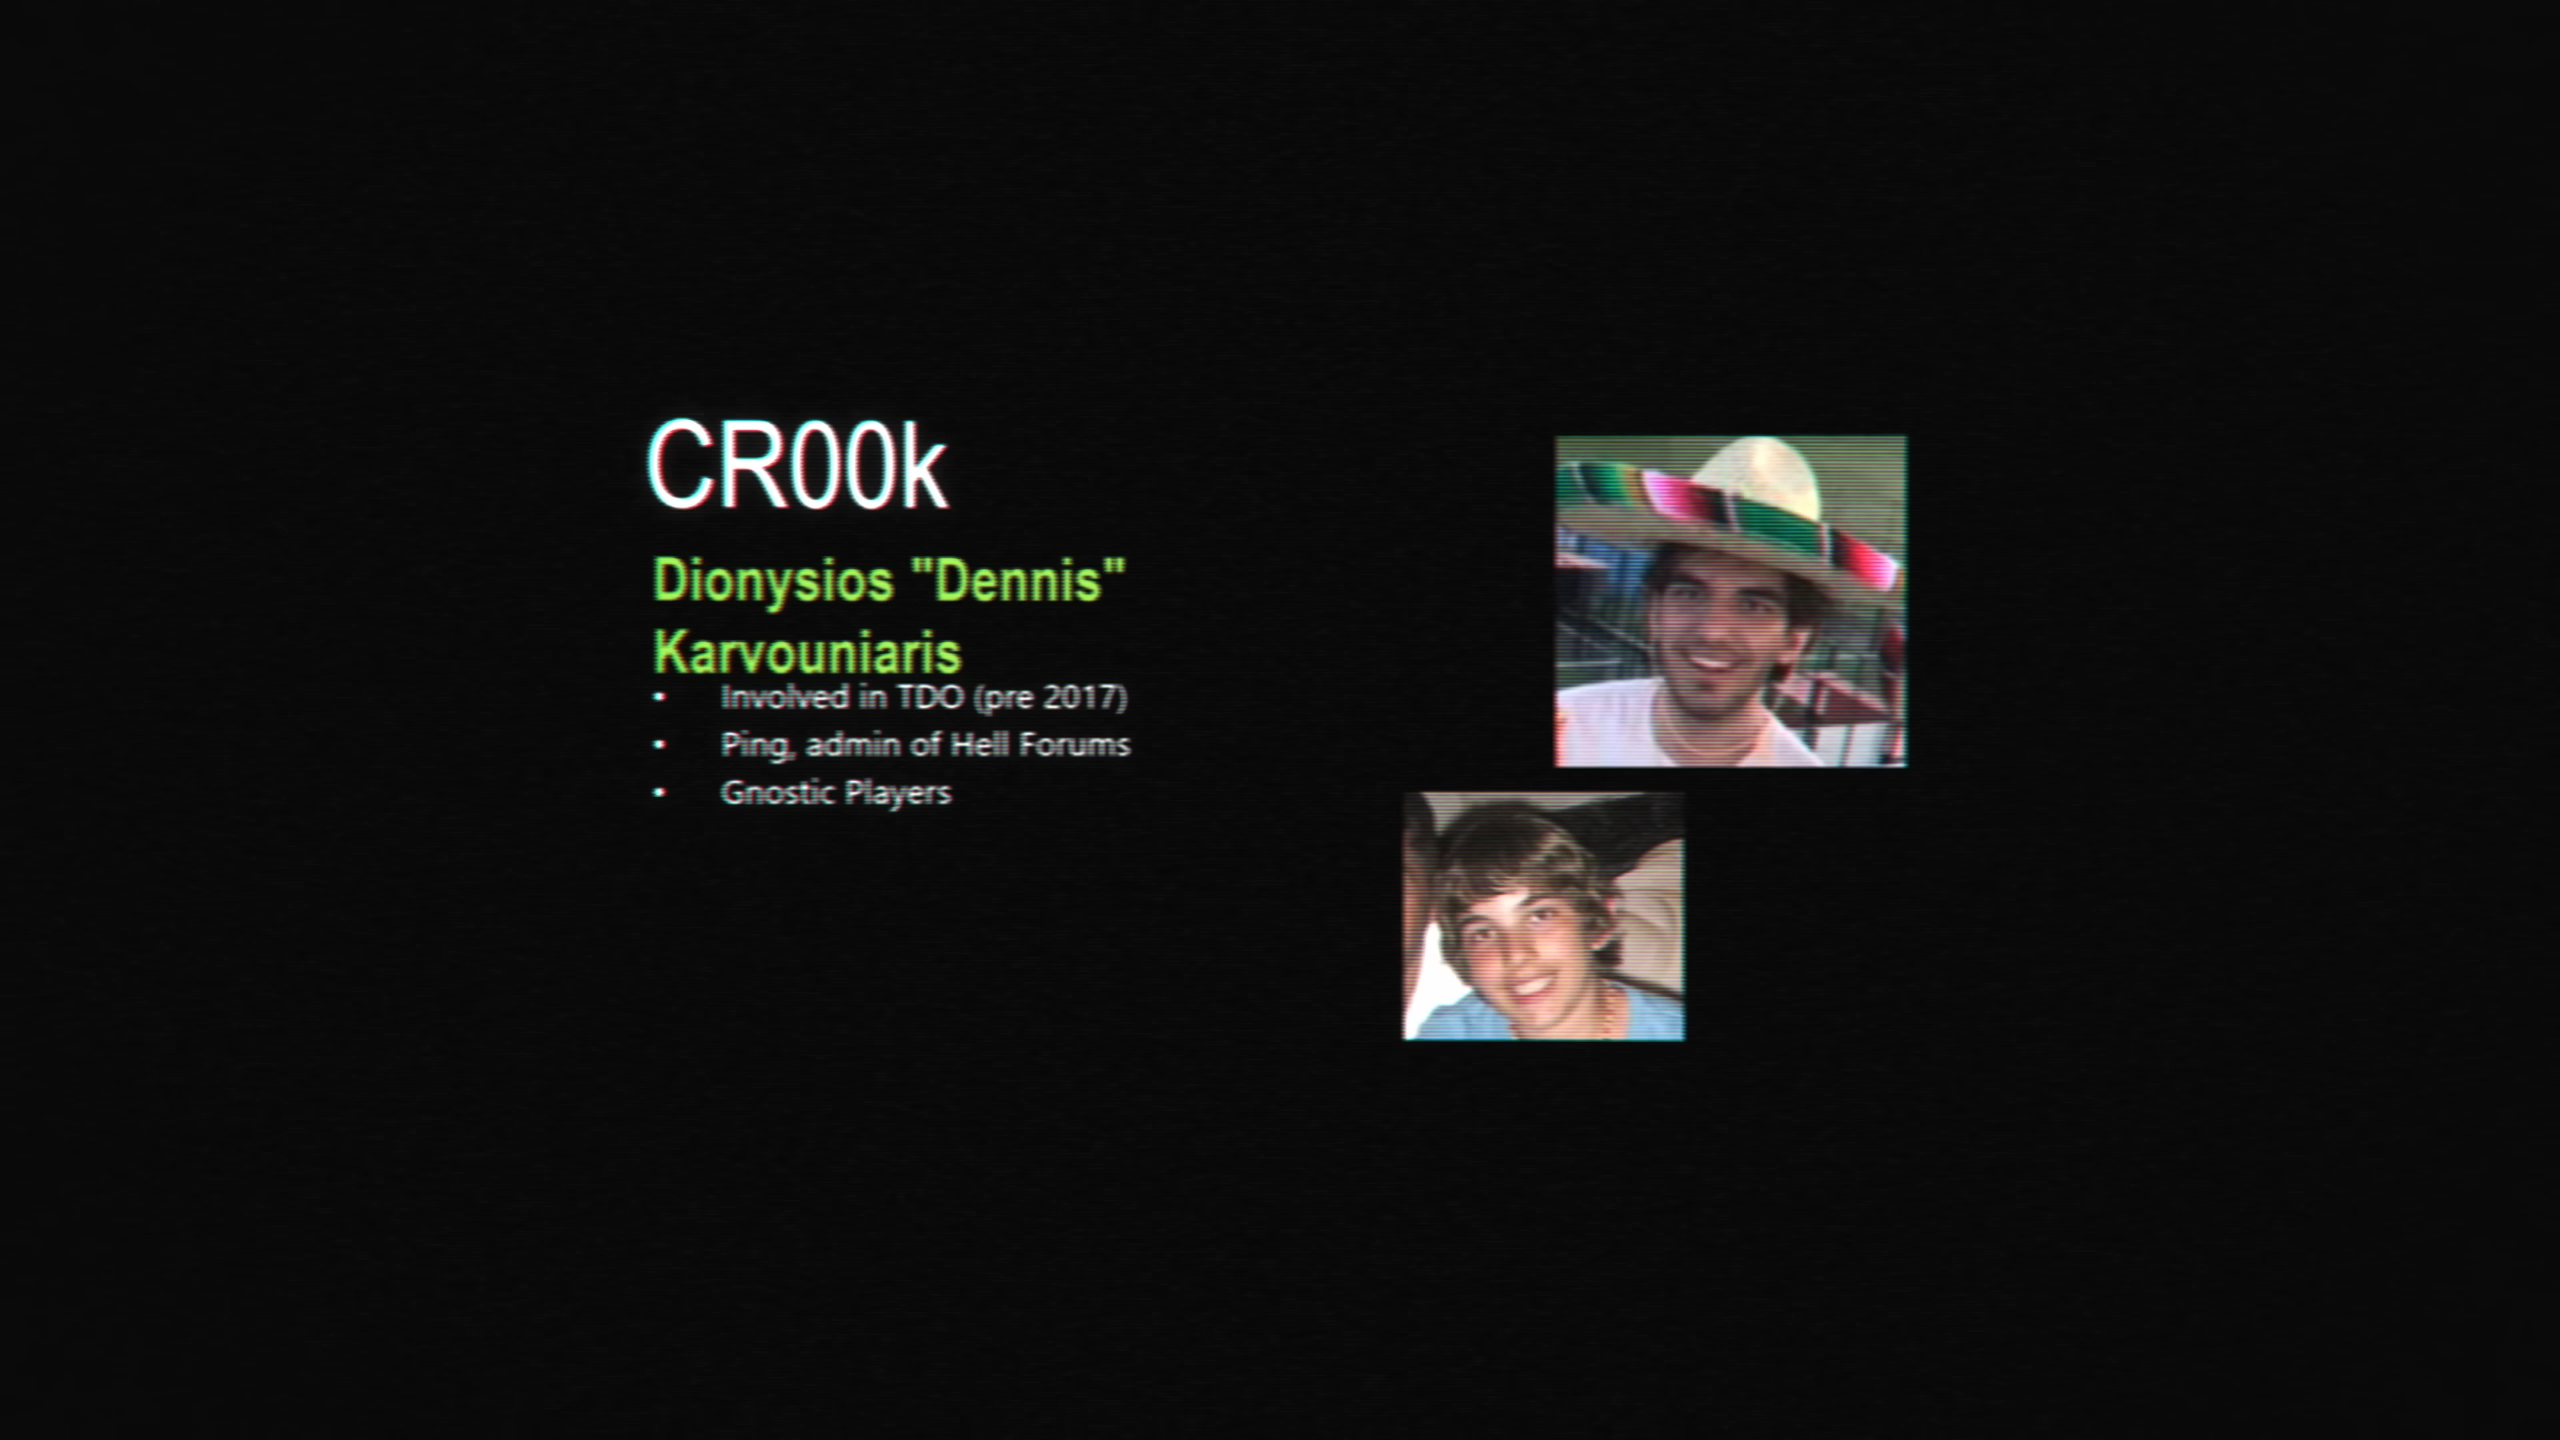 CR00k
Dionysios "Dennis"
Karvouniaris
• Involved in TDO (pre 2017)
• Ping, admin of Hell Forums
• Gnostic Players